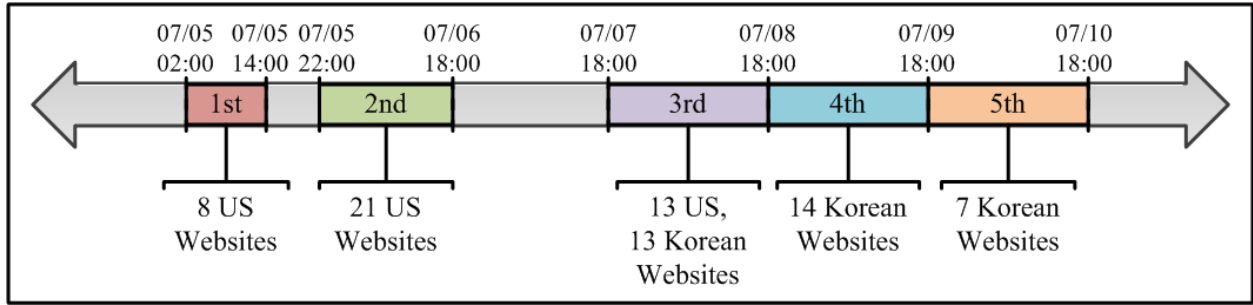 07/05 07/05 07/05 07/06 07/07 07/08 07/09 07/10
02:00 14:00 22:00 18:00 18:00 18:00 18:00 18:00
1st 2nd 3rd 4th 5th
8 US
Websites
21 US
Websites
13 US,
13 Korean
Websites
14 Korean
Websites
7 Korean
Websites